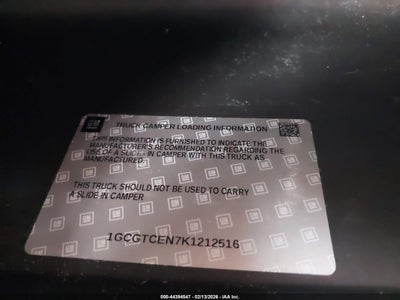 GM
TRUCK CAMPER LOADING INFORMATION
THIS INFORMATION IS FURNISHED TO INDICATE THE
MANUFACTURER'S RECOMMENDATION REGARDING THE
USE OF A SLIDE - IN CAMPER WITH THIS TRUCK AS
MANUFACTURED.
THIS TRUCK SHOULD NOT BE USED TO CARRY
A SLIDE-IN CAMPER
1GCGTCEN7K1212516
000-44394547 - 02/13/2026 - IAA Inc.